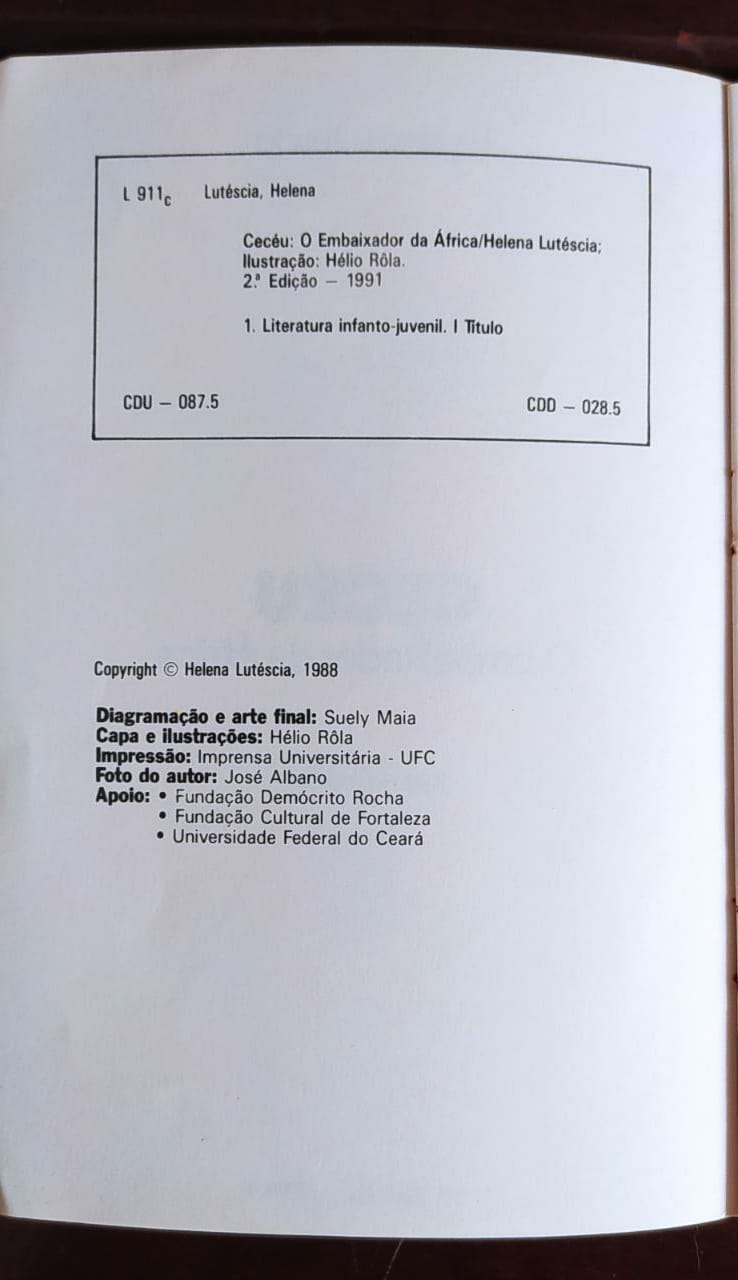 L 911c Lutéscia, Helena
Cecéu: O Embaixador da África/Helena Lutéscia;
Ilustração: Hélio Rôla.
2.ª Edição — 1991
1. Literatura infanto-juvenil. I Título
CDU — 087.5 CDD — 028.5
Copyright © Helena Lutéscia, 1988
Diagramação e arte final: Suely Maia
Capa e ilustrações: Hélio Rôla
Impressão: Imprensa Universitária - UFC
Foto do autor: José Albano
Apoio: • Fundação Demócrito Rocha
• Fundação Cultural de Fortaleza
• Universidade Federal do Ceará